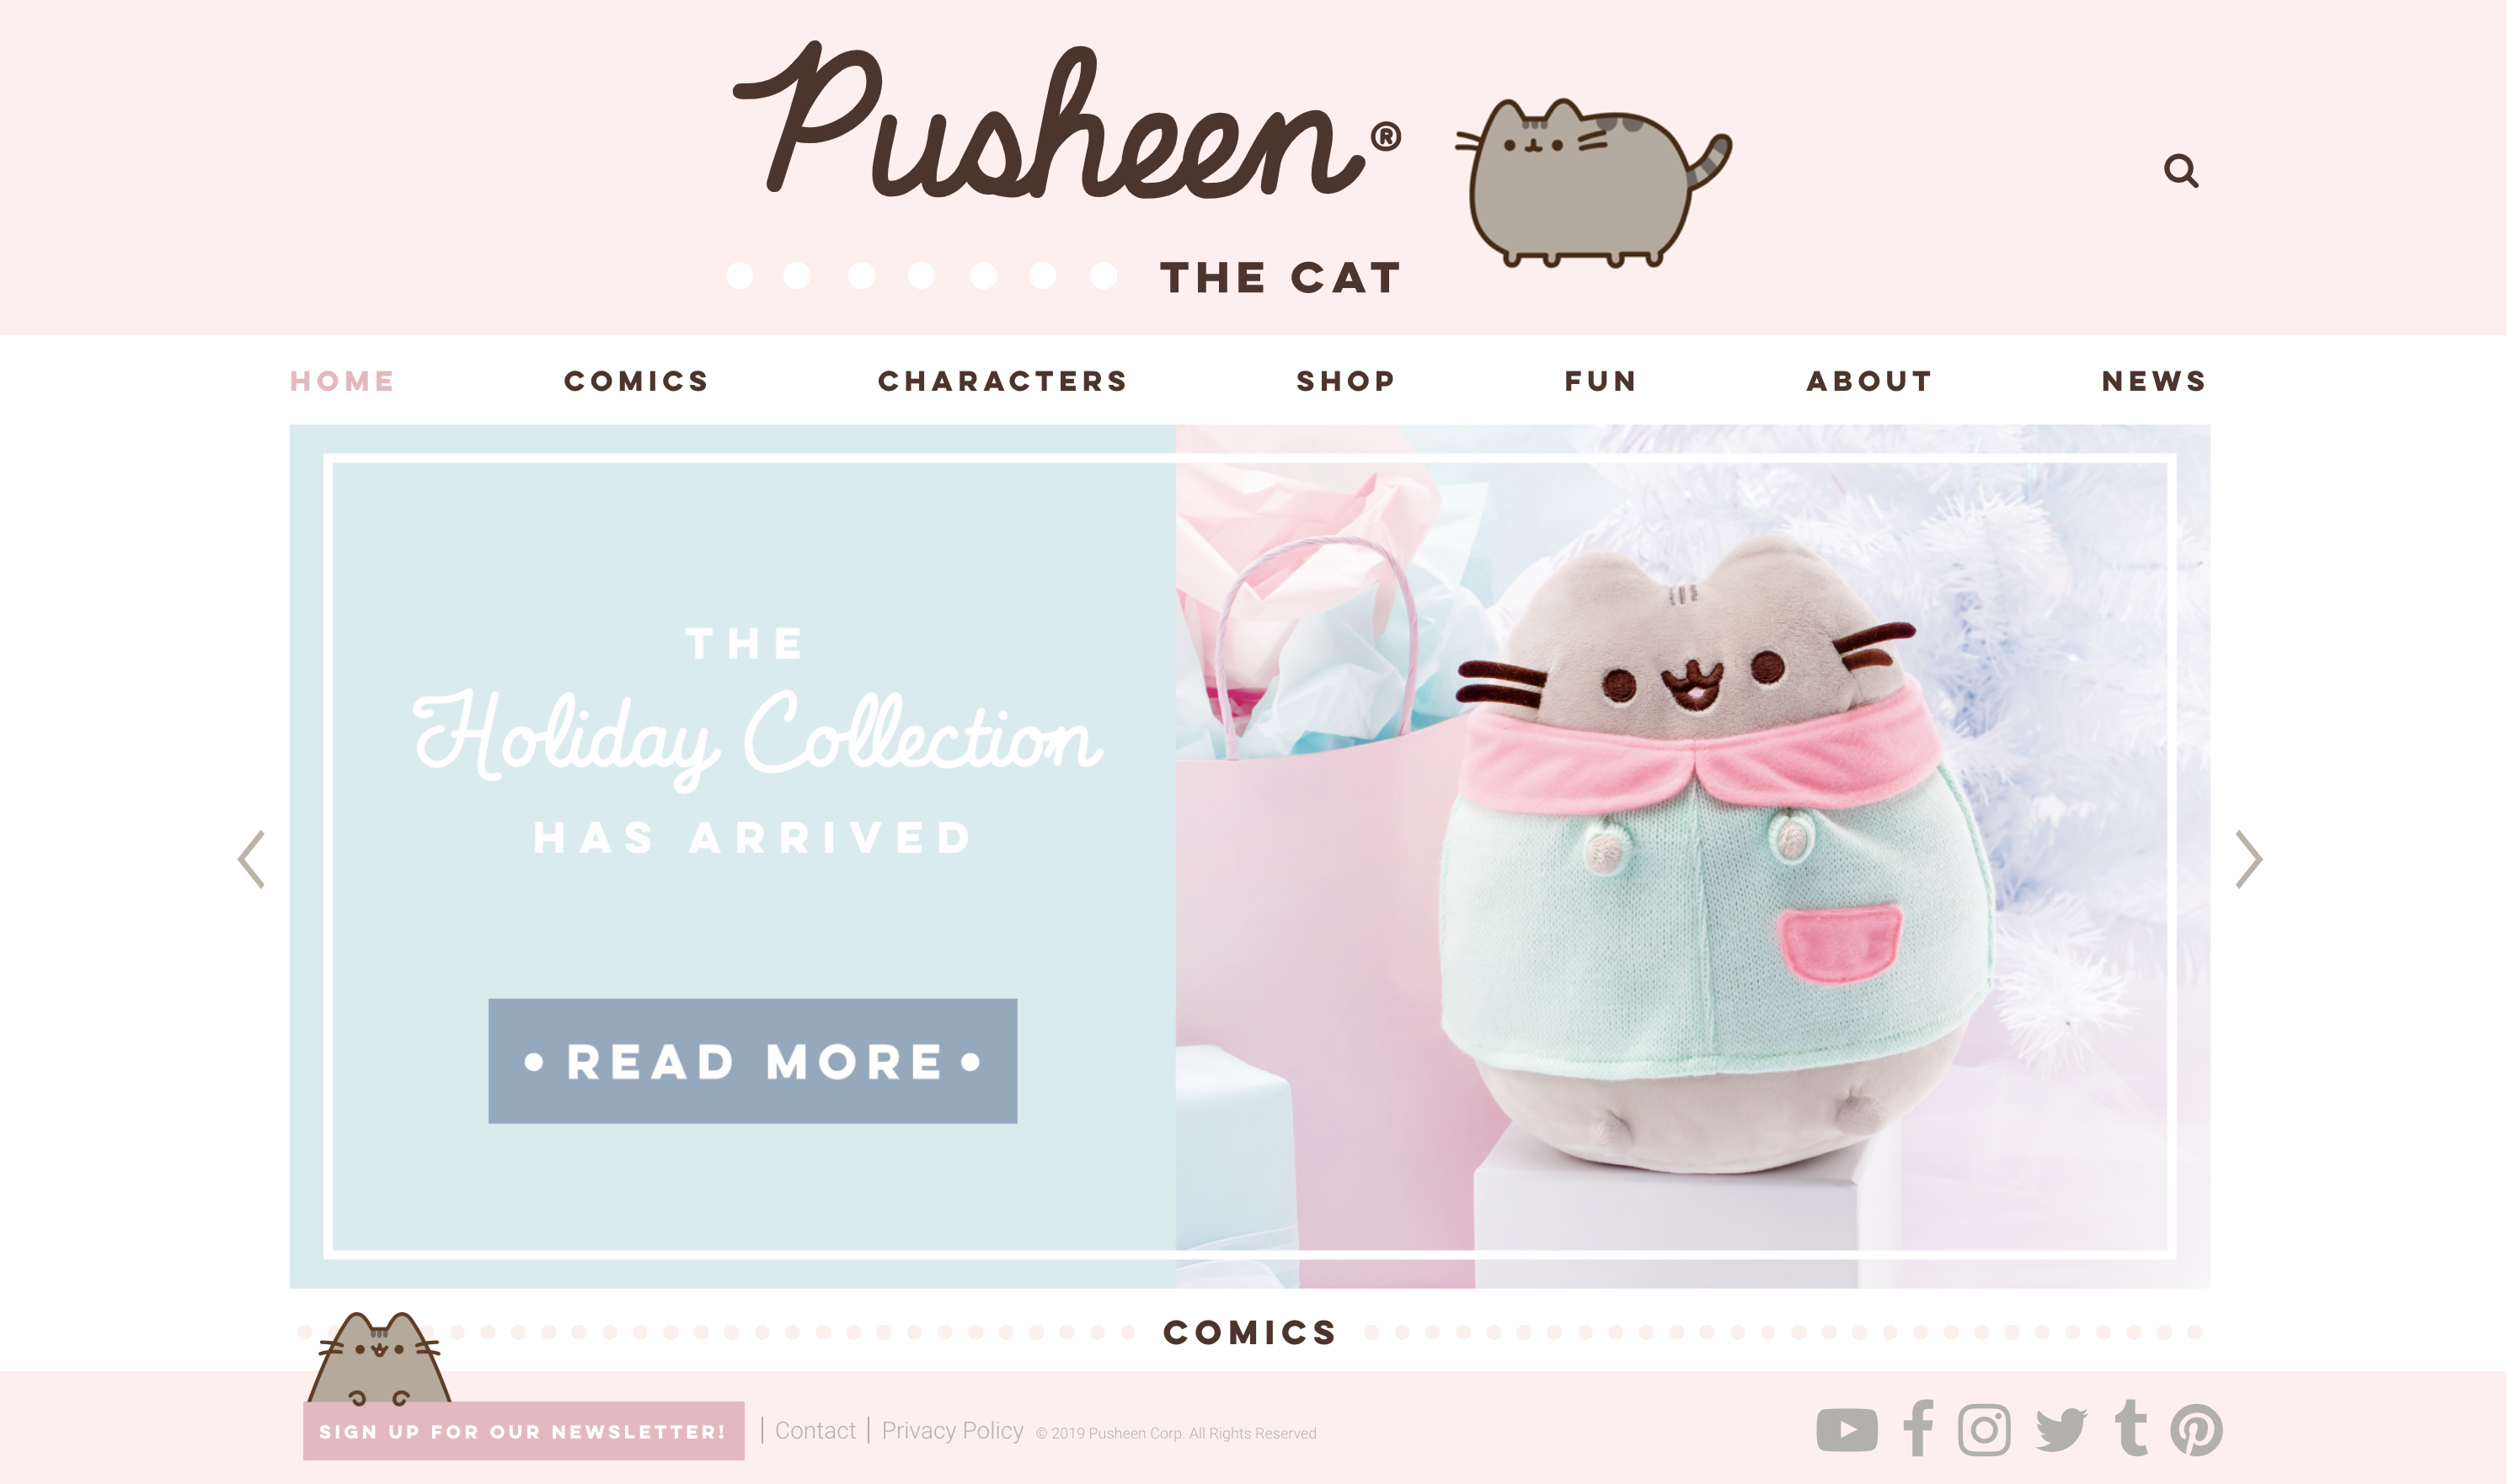 Pusheen®
THE CAT
HOME COMICS CHARACTERS SHOP FUN ABOUT NEWS
THE
Holiday Collection
HAS ARRIVED
• READ MORE •
COMICS
SIGN UP FOR OUR NEWSLETTER! | Contact | Privacy Policy © 2019 Pusheen Corp. All Rights Reserved